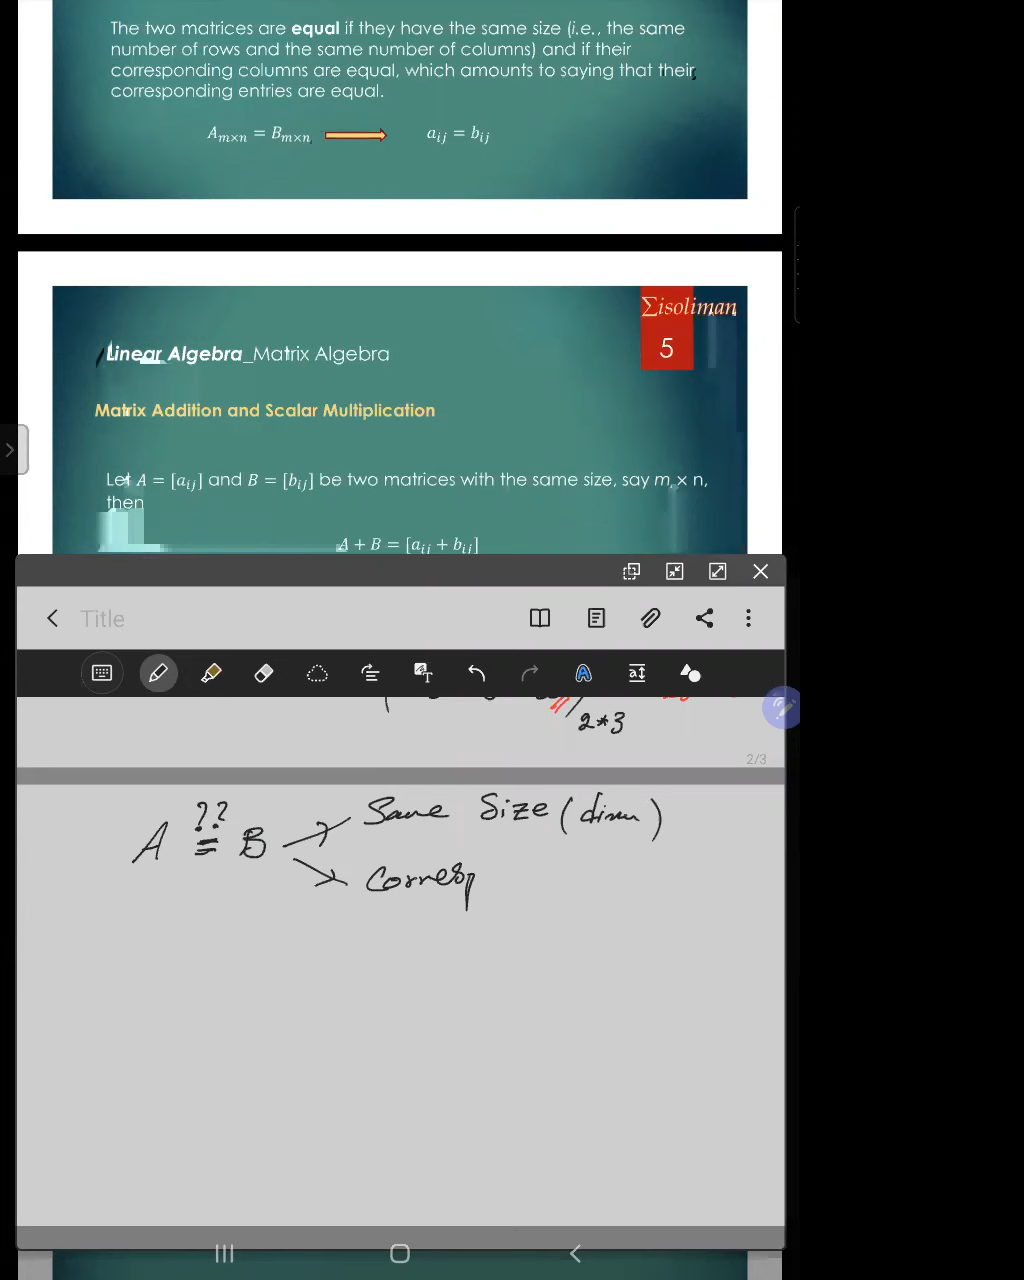 The two matrices are equal if they have the same size (i.e., the same
number of rows and the same number of columns) and if their
corresponding columns are equal, which amounts to saying that their
corresponding entries are equal.
A_{m×n} = B_{m×n} a_{ij} = b_{ij}
∑isoliman
5
Linear Algebra_Matrix Algebra
Matrix Addition and Scalar Multiplication
Let A = [a_{ij}] and B = [b_{ij}] be two matrices with the same size, say m × n,
then
A + B = [a_{ij} + b_{ij}]
Title
2*3
2/3
??
A = B
Same Size (dim)
Corresp